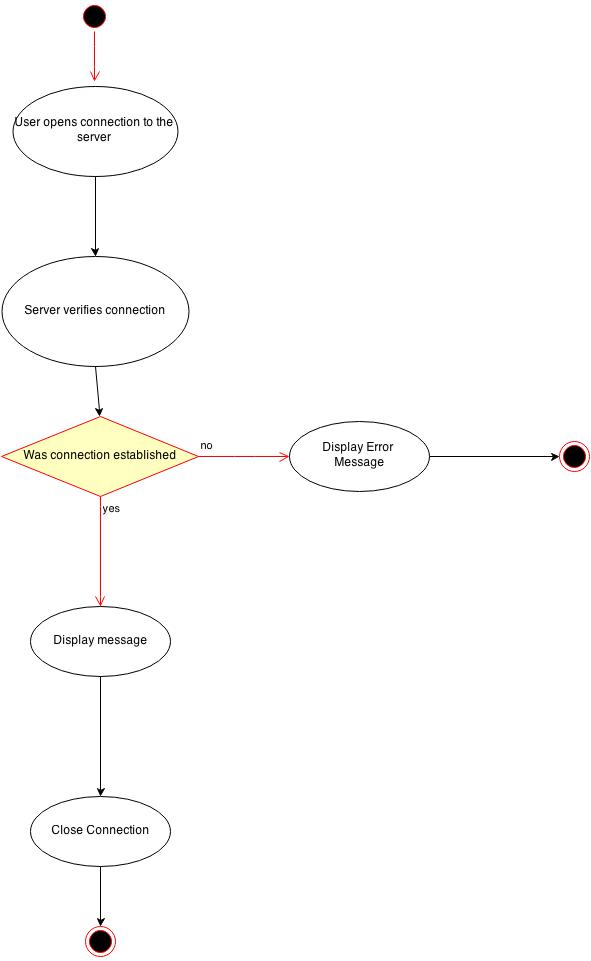 User opens connection to the
server
Server verifies connection
Was connection established
no
Display Error
Message
yes
Display message
Close Connection